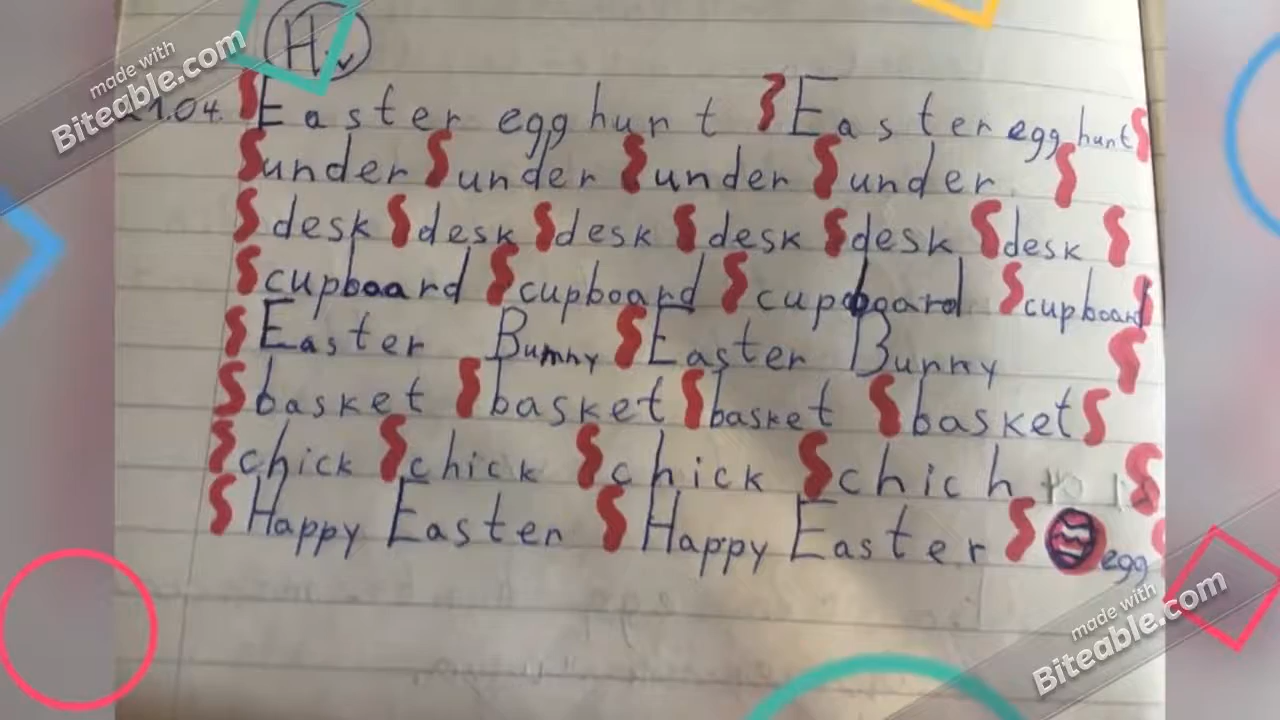 made with
Biteable.com
Hv
21.04. Easter egg hunt Easter egg hunt
under under under under
desk desk desk desk desk desk
cupboard cupboard cupboard cupboard
Easter Bunny Easter Bunny
basket basket basket basket
chick chick chick chich
Happy Easter Happy Easter egg
made with
Biteable.com